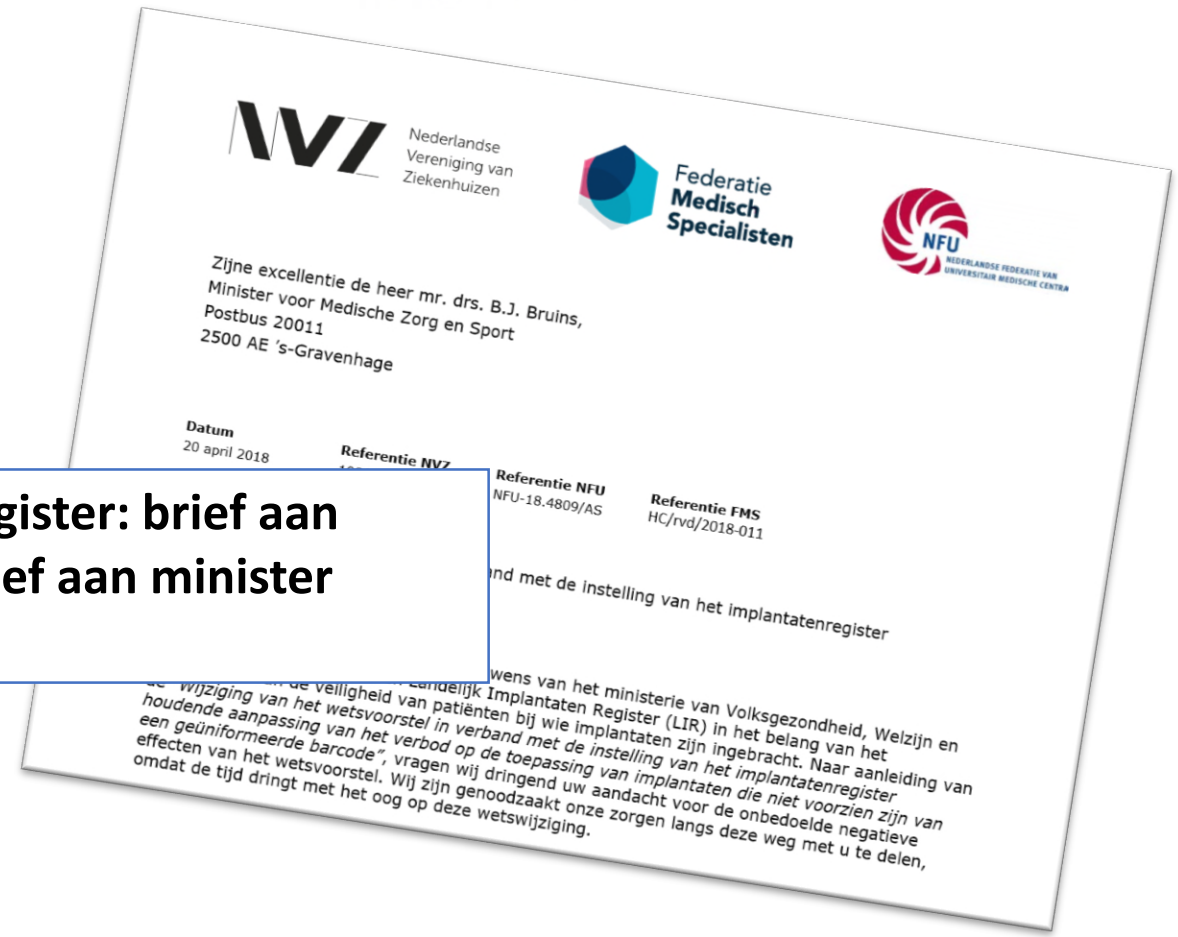 NVZ
Nederlandse
Vereniging van
Ziekenhuizen
Federatie
Medisch
Specialisten
NFU
NEDERLANDSE FEDERATIE VAN
UNIVERSITAIR MEDISCHE CENTRA
Zijne excellentie de heer mr. drs. B.J. Bruins,
Minister voor Medische Zorg en Sport
Postbus 20011
2500 AE 's-Gravenhage
Datum
20 april 2018
Referentie NVZ
Referentie NFU
NFU-18.4809/AS
Referentie FMS
HC/rvd/2018-011
gister: brief aan
ef aan minister
and met de instelling van het implantatenregister
wens van het ministerie van Volksgezondheid, Welzijn en
Landelijk Implantaten Register (LIR) in het belang van het
de veiligheid van patiënten bij wie implantaten zijn ingebracht. Naar aanleiding van
de "Wijziging van het wetsvoorstel in verband met de instelling van het implantatenregister
houdende aanpassing van het verbod op de toepassing van implantaten die niet voorzien zijn van
een geüniformeerde barcode", vragen wij dringend uw aandacht voor de onbedoelde negatieve
effecten van het wetsvoorstel. Wij zijn genoodzaakt onze zorgen langs deze weg met u te delen,
omdat de tijd dringt met het oog op deze wetswijziging.